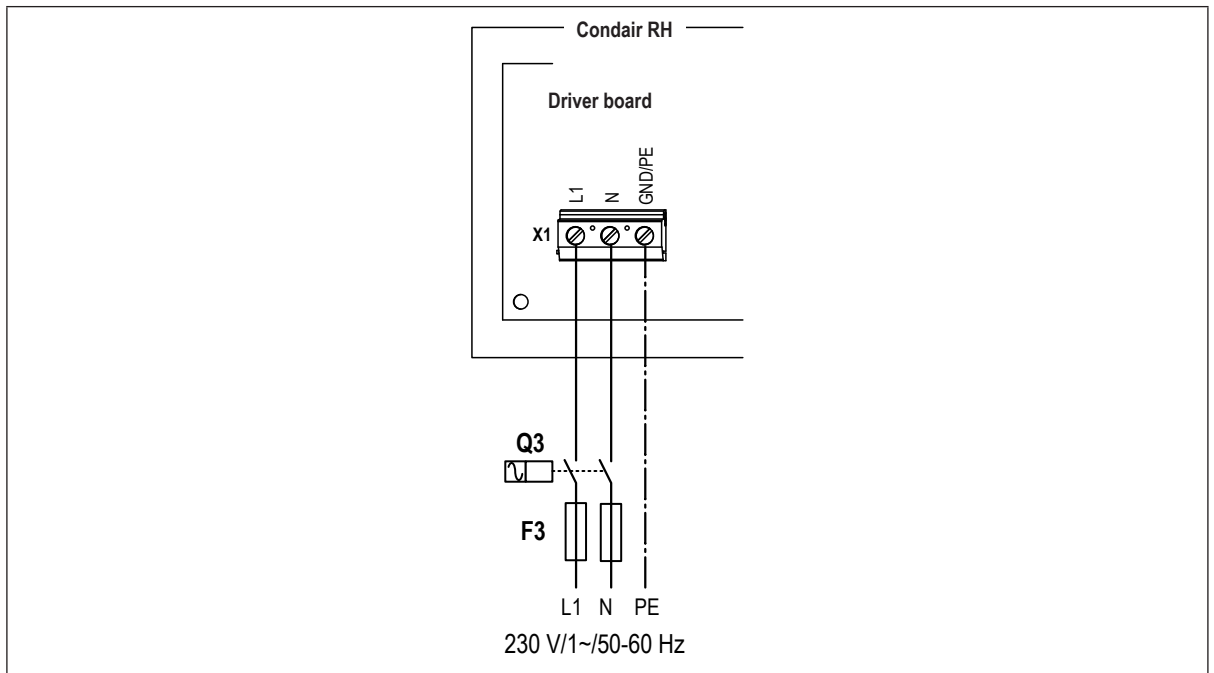 Condair RH
Driver board
L1
N
GND/PE
X1
Q3
F3
L1 N PE
230 V/1~/50-60 Hz